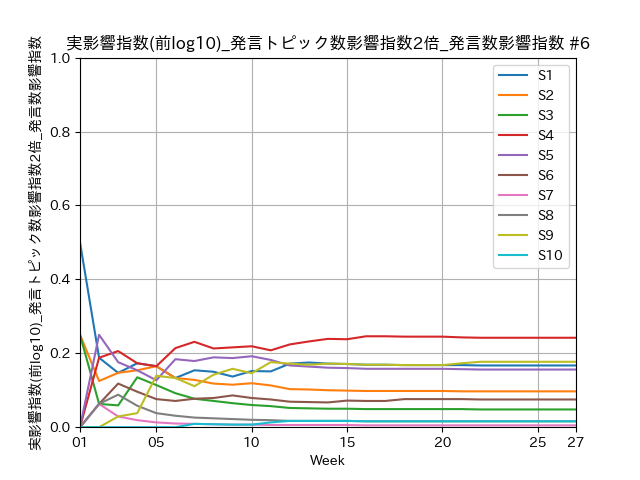 実影響指数(前log10)_発言トピック数影響指数2倍_発言数影響指数 #6
実影響指数(前log10)_発言トピック数影響指数2倍_発言数影響指数
1.0
0.8
0.6
0.4
0.2
0.0
01
05
10
15
20
25
27
Week
S1
S2
S3
S4
S5
S6
S7
S8
S9
S10